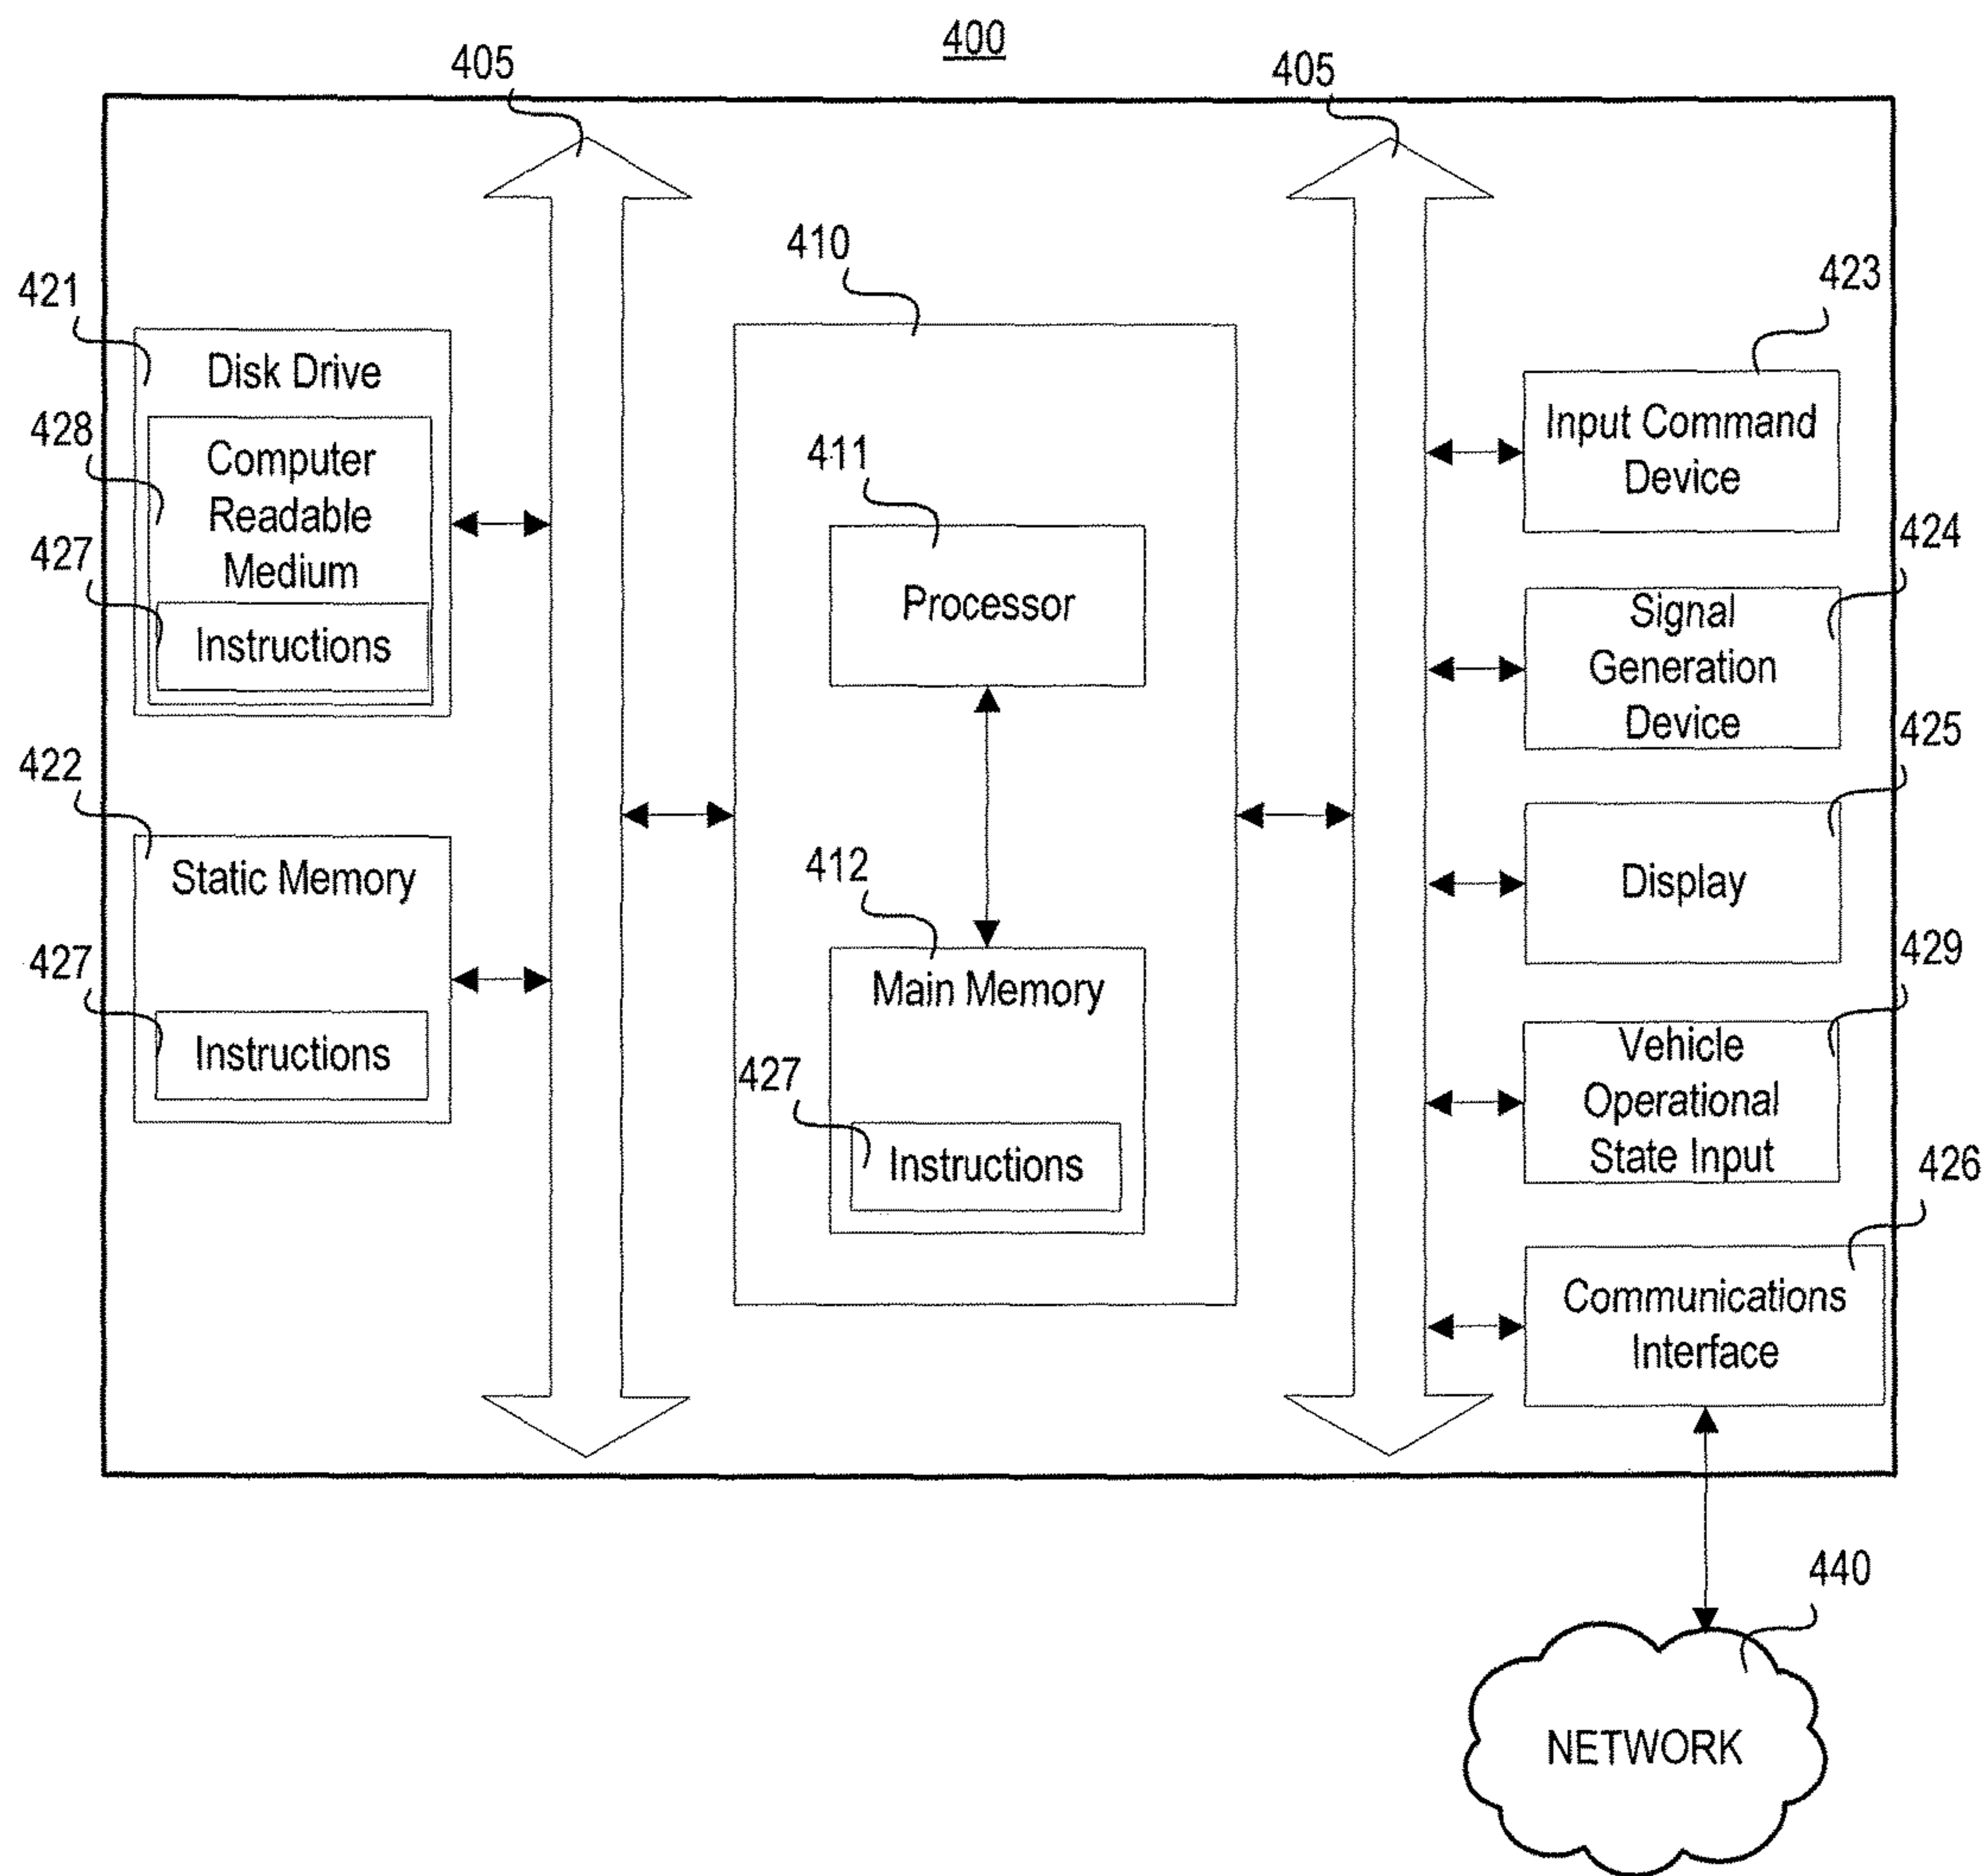 400
405
405
410
423
421
Disk Drive
428
Computer
Readable
Medium
427
Instructions
411
Processor
Input Command
Device
424
Signal
Generation
Device
425
422
Static Memory
427
Instructions
412
Main Memory
427
Instructions
Display
429
Vehicle
Operational
State Input
426
Communications
Interface
440
NETWORK